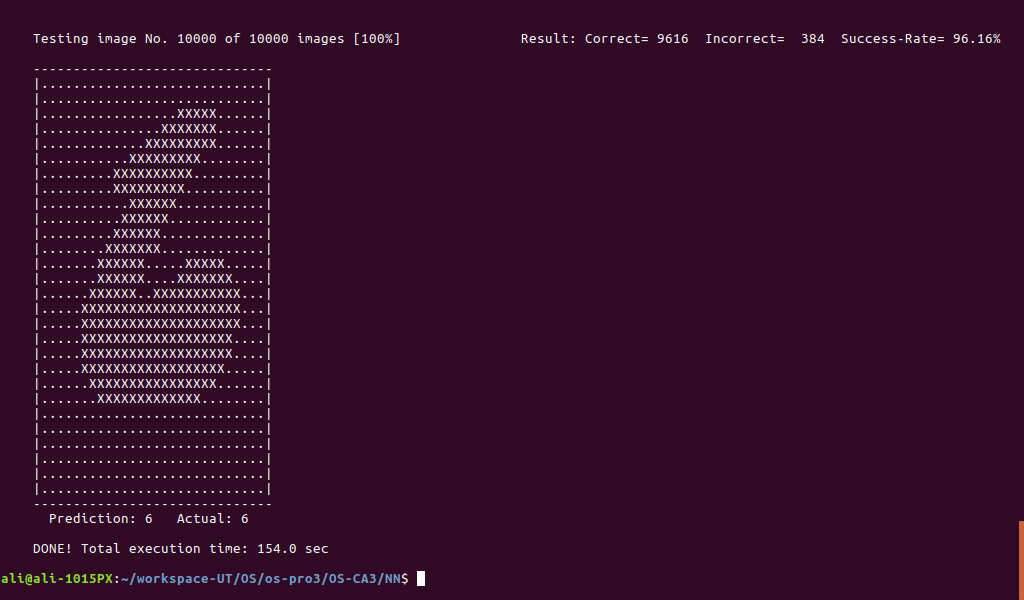 Testing image No. 10000 of 10000 images [100%]               Result: Correct= 9616  Incorrect=  384  Success-Rate= 96.16%
------------------------------
|............................|
|............................|
|.................XXXXX......|
|...............XXXXXXX......|
|.............XXXXXXXXX......|
|...........XXXXXXXXX........|
|.........XXXXXXXXXX.........|
|.........XXXXXXXXX..........|
|...........XXXXXX...........|
|..........XXXXXX............|
|.........XXXXXX.............|
|........XXXXXXX.............|
|.......XXXXXX.....XXXXX.....|
|.......XXXXXX....XXXXXXX....|
|......XXXXXX..XXXXXXXXXXX...|
|.....XXXXXXXXXXXXXXXXXXXX...|
|.....XXXXXXXXXXXXXXXXXXXX...|
|.....XXXXXXXXXXXXXXXXXXX....|
|.....XXXXXXXXXXXXXXXXXXX....|
|.....XXXXXXXXXXXXXXXXXX.....|
|......XXXXXXXXXXXXXXXX......|
|.......XXXXXXXXXXXXX........|
|............................|
|............................|
|............................|
|............................|
|............................|
|............................|
------------------------------
Prediction: 6   Actual: 6
DONE! Total execution time: 154.0 sec
ali@ali-1015PX:~/workspace-UT/OS/os-pro3/OS-CA3/NN$